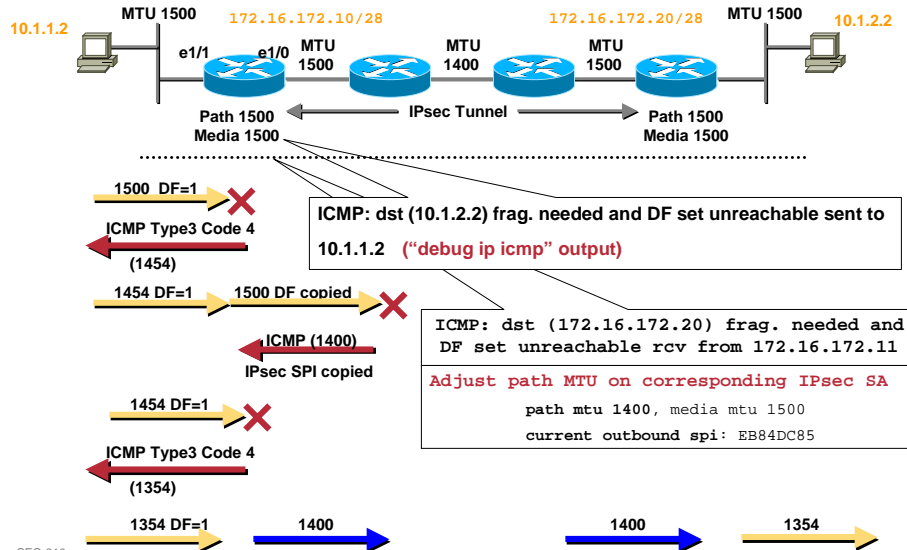 MTU 1500
172.16.172.10/28
172.16.172.20/28
MTU 1500
10.1.1.2
10.1.2.2
e1/1
e1/0
MTU
1500
MTU
1400
MTU
1500
Path 1500
Media 1500
IPsec Tunnel
Path 1500
Media 1500
1500 DF=1
ICMP Type3 Code 4
(1454)
ICMP: dst (10.1.2.2) frag. needed and DF set unreachable sent to
10.1.1.2 (“debug ip icmp” output)
1454 DF=1
1500 DF copied
ICMP (1400)
IPsec SPI copied
ICMP: dst (172.16.172.20) frag. needed and
DF set unreachable rcv from 172.16.172.11
Adjust path MTU on corresponding IPsec SA
path mtu 1400, media mtu 1500
current outbound spi: EB84DC85
1454 DF=1
ICMP Type3 Code 4
(1354)
1354 DF=1
1400
1400
1354